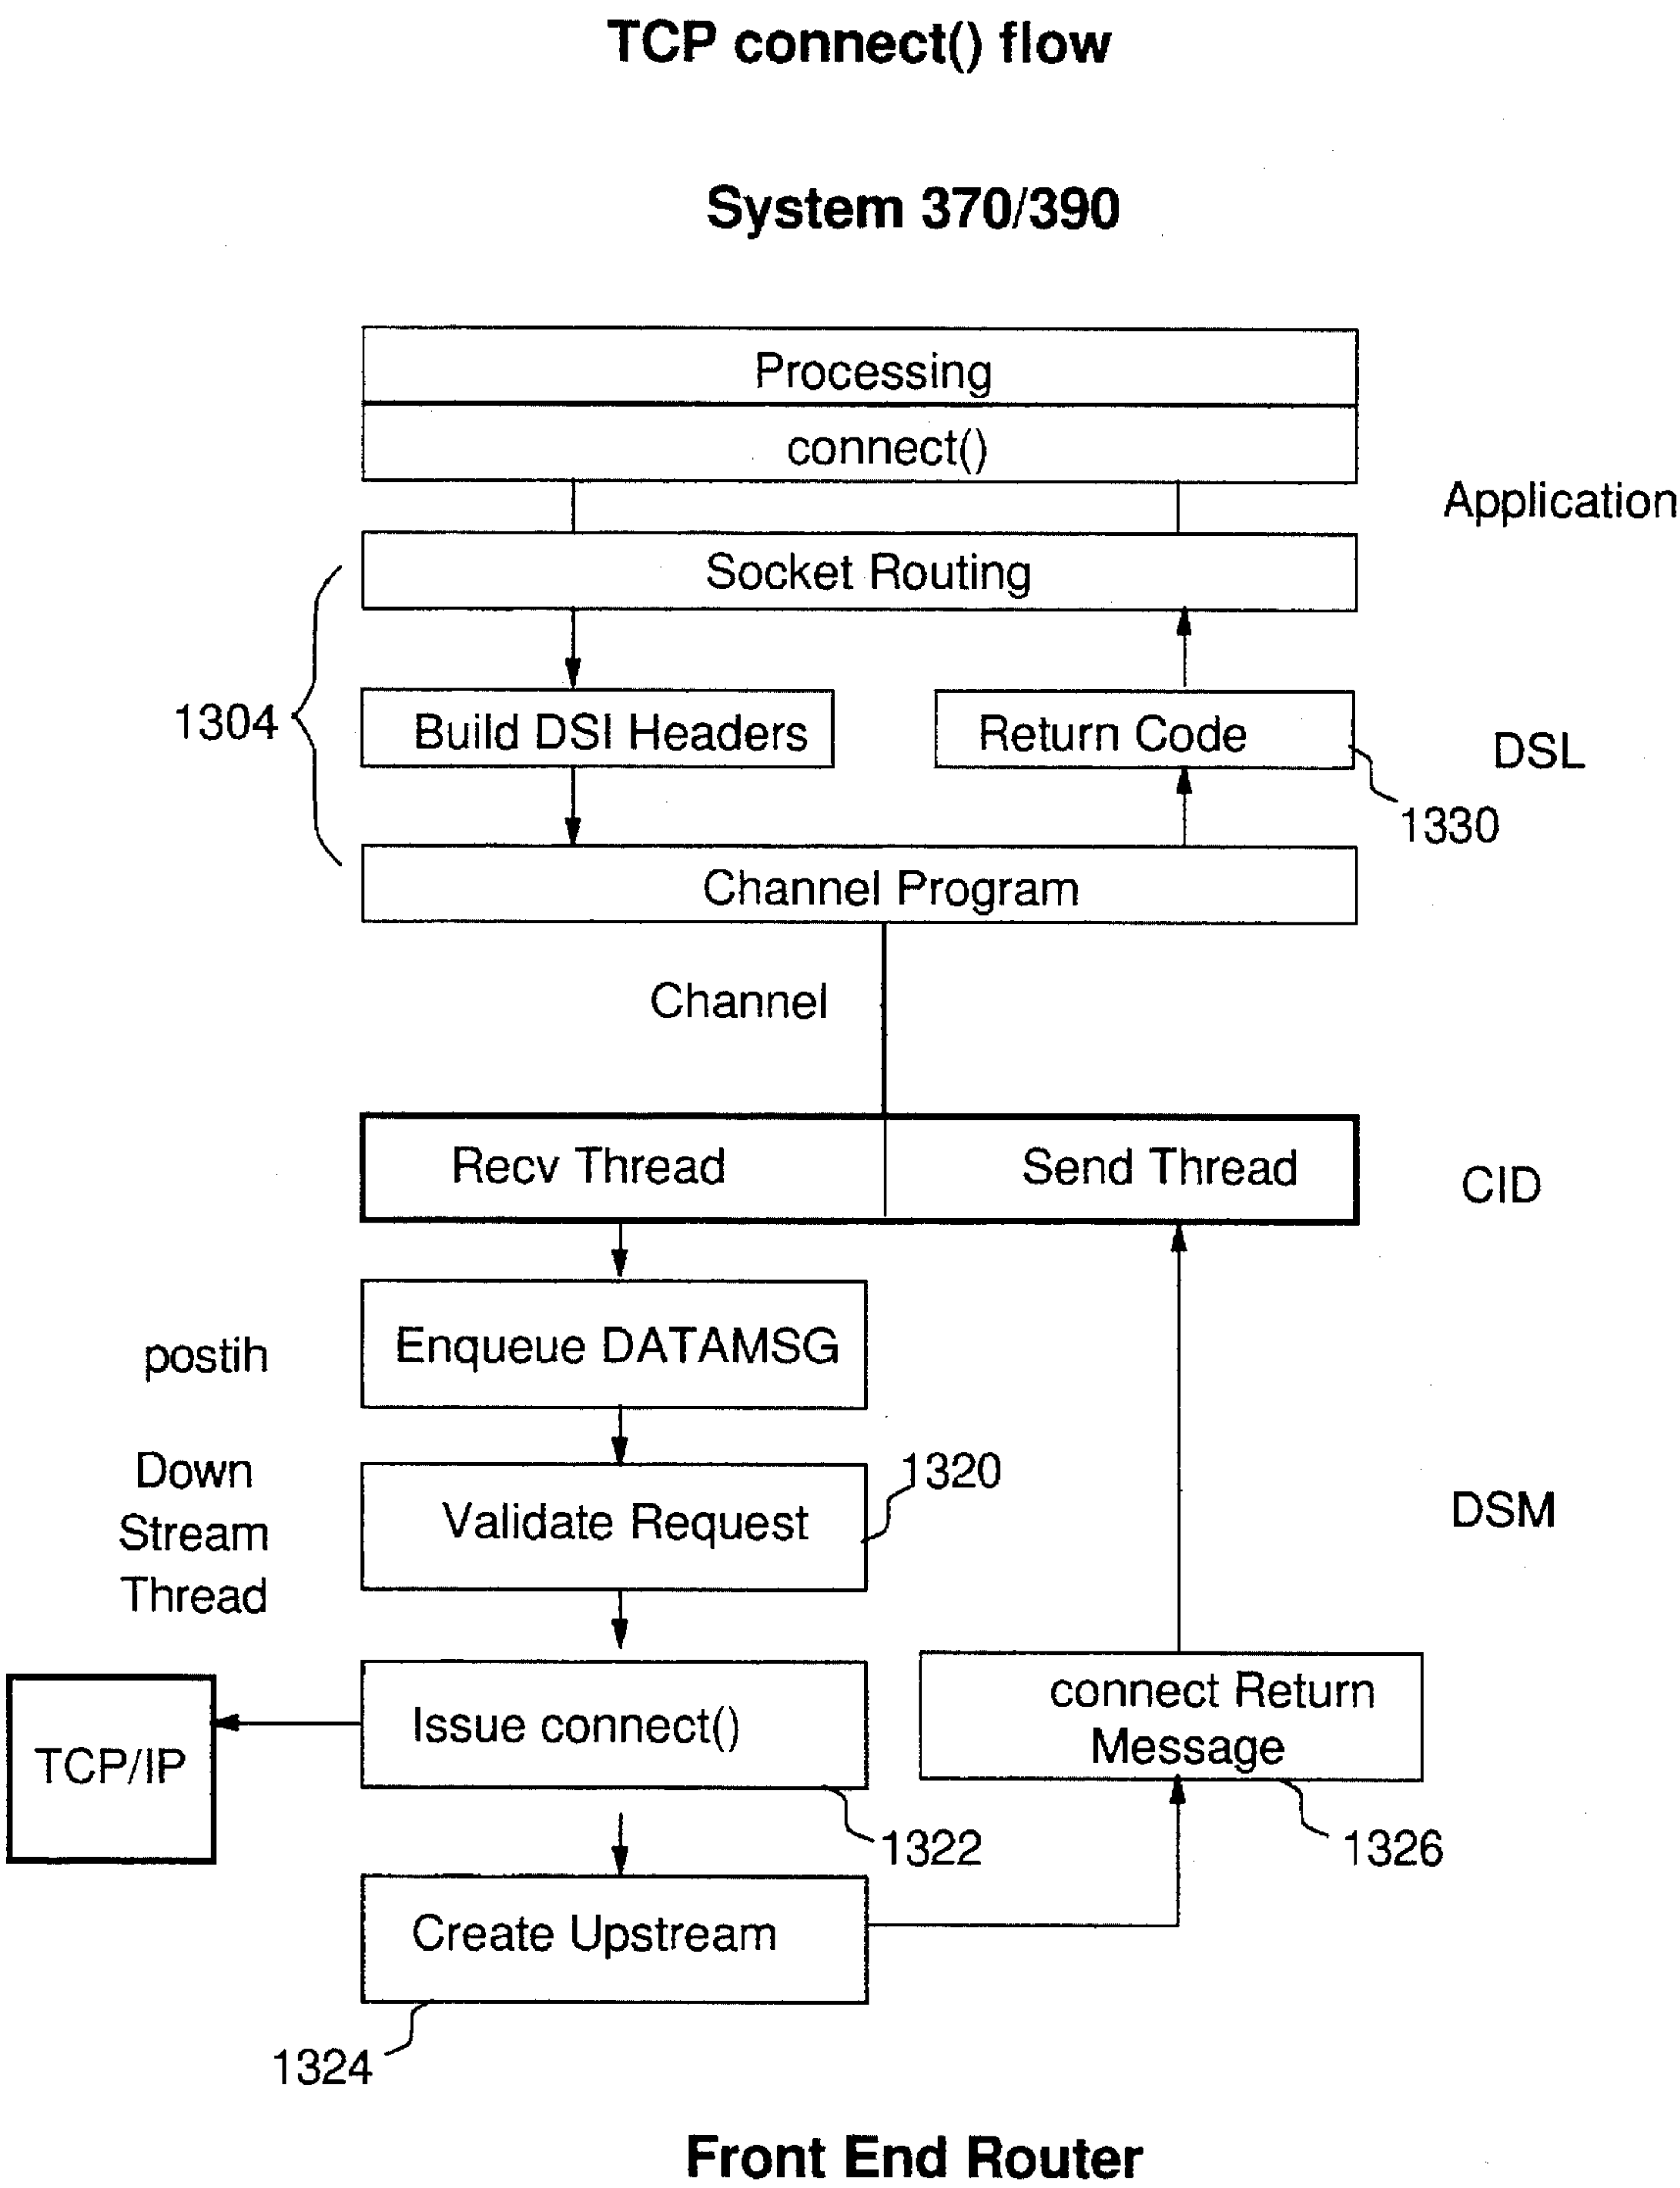 TCP connect() flow
System 370/390
Processing
connect()
Application
Socket Routing
1304
Build DSI Headers
Return Code
DSL
1330
Channel Program
Channel
Recv Thread
Send Thread
CID
postih
Enqueue DATAMSG
Down
Stream
Thread
1320
Validate Request
DSM
TCP/IP
Issue connect()
connect Return
Message
1322
1326
Create Upstream
1324
Front End Router